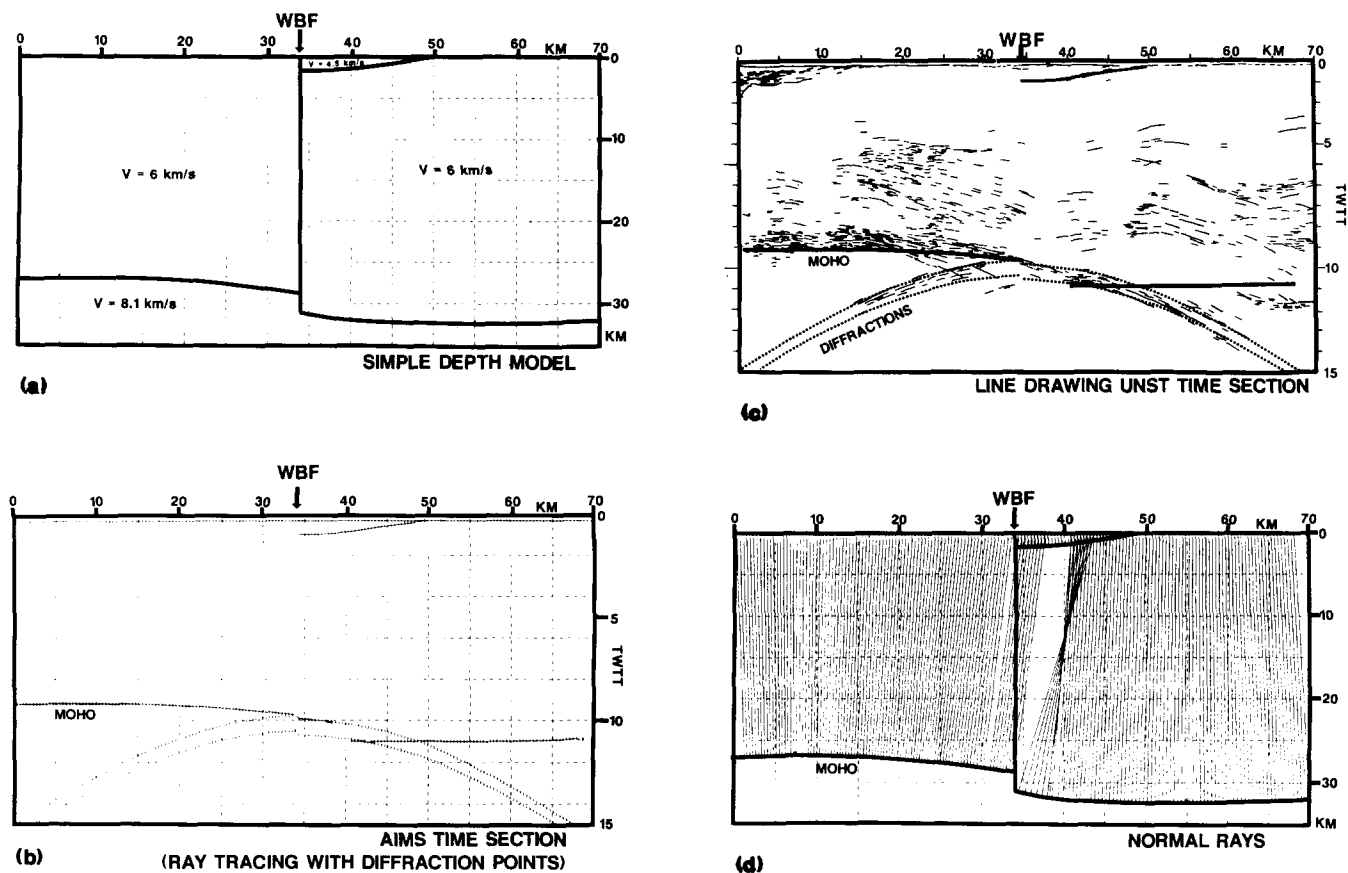 WBF
0 10 20 30 40 50 60 KM 70
V = 4.5 km/s
0
10
V = 6 km/s
V = 6 km/s
20
V = 8.1 km/s
30
KM
SIMPLE DEPTH MODEL
(a)
WBF
0 10 20 30 40 50 60 KM 70
0
5
TWTT
MOHO
10
15
AIMS TIME SECTION
(b)
(RAY TRACING WITH DIFFRACTION POINTS)
WBF
0 10 20 30 40 50 60 KM 70
0
5
TWTT
MOHO
10
DIFFRACTIONS
15
LINE DRAWING UNST TIME SECTION
(c)
WBF
0 10 20 30 40 50 60 KM 70
0
10
20
MOHO
30
KM
NORMAL RAYS
(d)